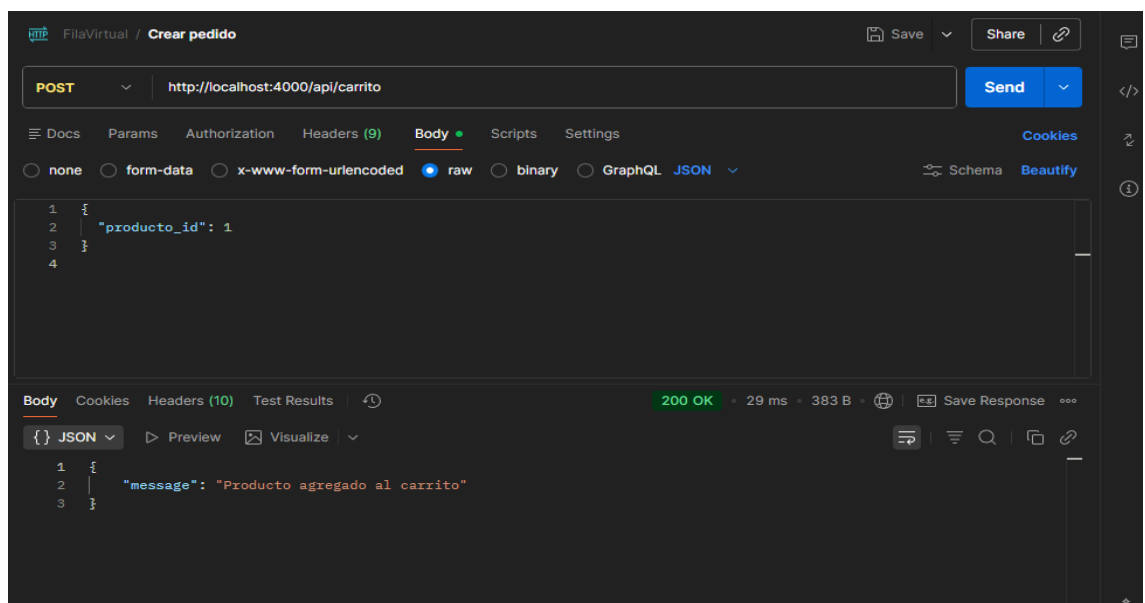 HTTP FilaVirtual / Crear pedido Save Share
POST http://localhost:4000/api/carrito Send
Docs Params Authorization Headers (9) Body Scripts Settings Cookies
none form-data x-www-form-urlencoded raw binary GraphQL JSON Schema Beautify
1 {
2 "producto_id": 1
3 }
4
Body Cookies Headers (10) Test Results 200 OK 29 ms 383 B e.g. Save Response
{} JSON Preview Visualize
1 {
2 "message": "Producto agregado al carrito"
3 }